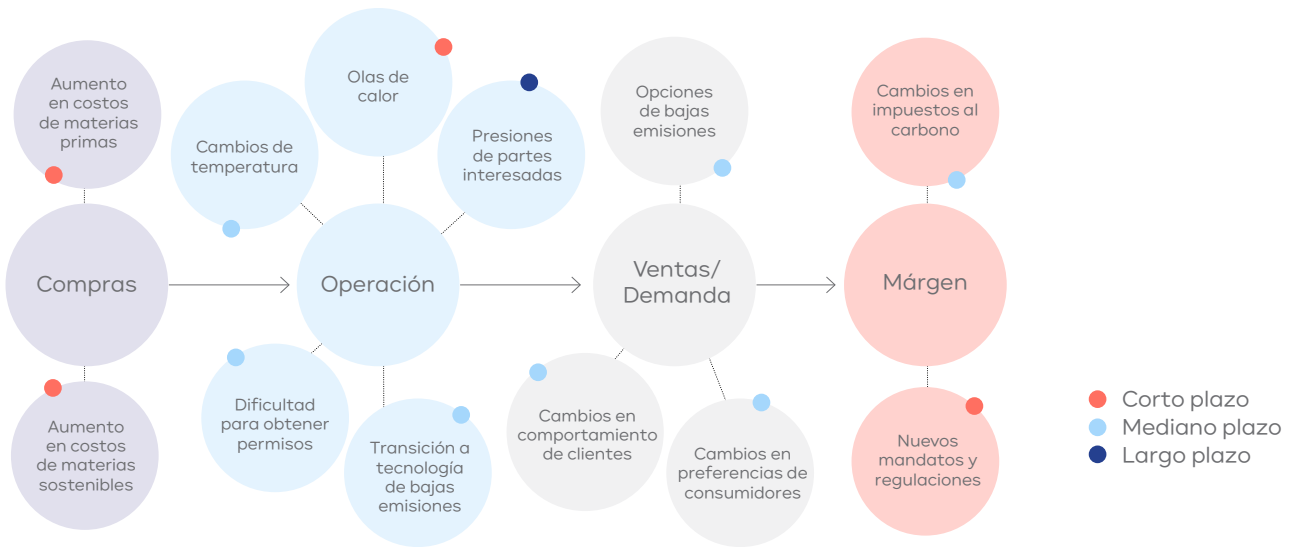 Aumento
en costos
de materias
primas
Compras
Aumento
en costos
de materias
sostenibles
Cambios de
temperatura
Olas de
calor
Presiones
de partes
interesadas
Operación
Dificultad
para obtener
permisos
Transición a
tecnología
de bajas
emisiones
Opciones
de bajas
emisiones
Ventas/
Demanda
Cambios en
comportamiento
de clientes
Cambios en
preferencias de
consumidores
Cambios en
impuestos al
carbono
Márgen
Nuevos
mandatos y
regulaciones
Corto plazo
Mediano plazo
Largo plazo